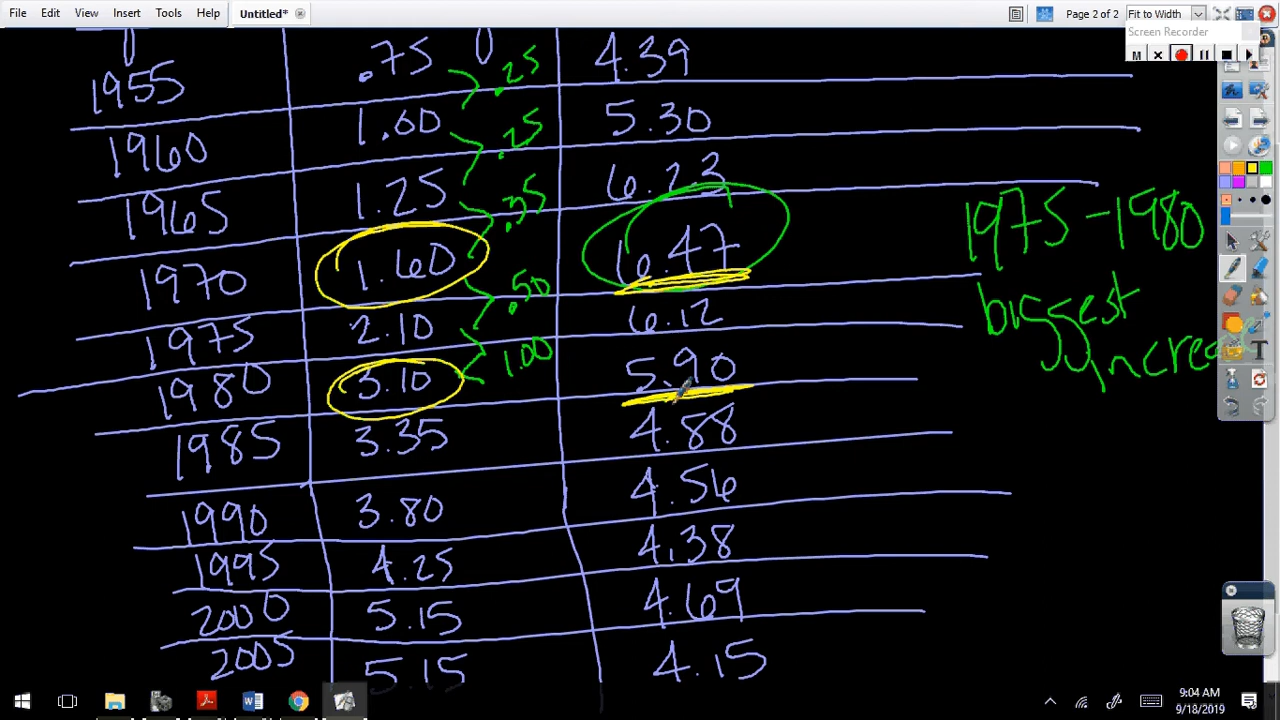 File Edit View Insert Tools Help Untitled* Page 2 of 2 Fit to Width
Screen Recorder
M
1955 .75 4.39
.25
1960 1.00 5.30
.25
1965 1.25 6.23
.35
1970 1.60 6.47
.50
1975 2.10 6.12
1.00
1980 3.10 5.90
1985 3.35 4.88
1990 3.80 4.56
1995 4.25 4.38
2000 5.15 4.69
2005 5.15 4.15
1975-1980
biggest
increa
T
9:04 AM
9/18/2019